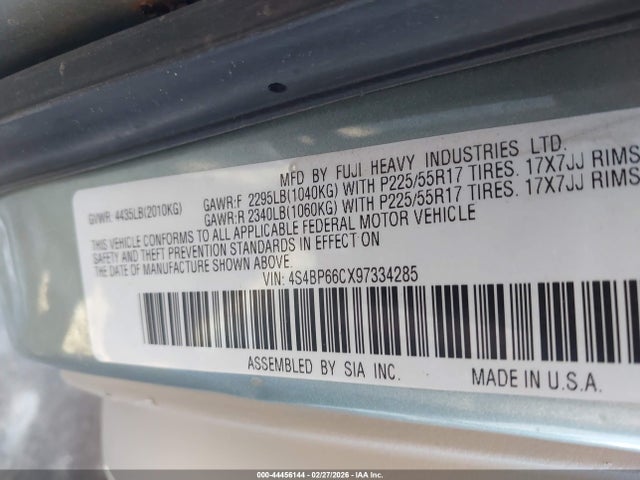 MFD BY FUJI HEAVY INDUSTRIES LTD.
GVWR: 4435LB(2010KG) GAWR:F 2295LB(1040KG) WITH P225/55R17 TIRES. 17X7JJ RIMS
GAWR:R 2340LB(1060KG) WITH P225/55R17 TIRES. 17X7JJ RIMS
THIS VEHICLE CONFORMS TO ALL APPLICABLE FEDERAL MOTOR VEHICLE
SAFETY AND THEFT PREVENTION STANDARDS IN EFFECT ON
THE DATE OF MANUFACTURE SHOWN ABOVE.
VIN: 4S4BP66CX97334285
ASSEMBLED BY SIA INC. MADE IN U.S.A.
000-44456144 | 02/27/2026 | IAAI.COM